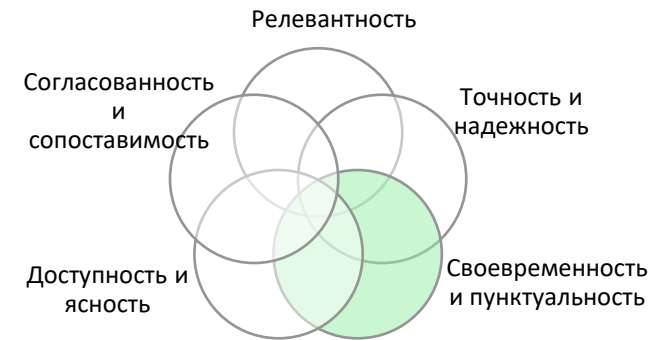 Релевантность
Согласованность
и
сопоставимость
Точность и
надежность
Доступность и
ясность
Своевременность
и пунктуальность